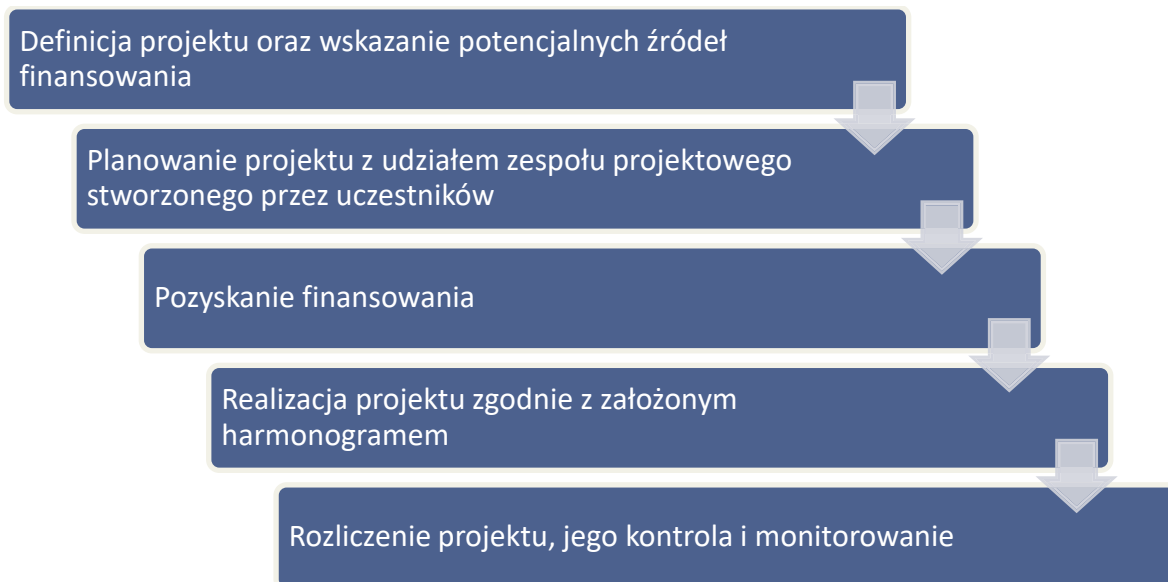 Definicja projektu oraz wskazanie potencjalnych źródeł
finansowania
Planowanie projektu z udziałem zespołu projektowego
stworzonego przez uczestników
Pozyskanie finansowania
Realizacja projektu zgodnie z założonym
harmonogramem
Rozliczenie projektu, jego kontrola i monitorowanie